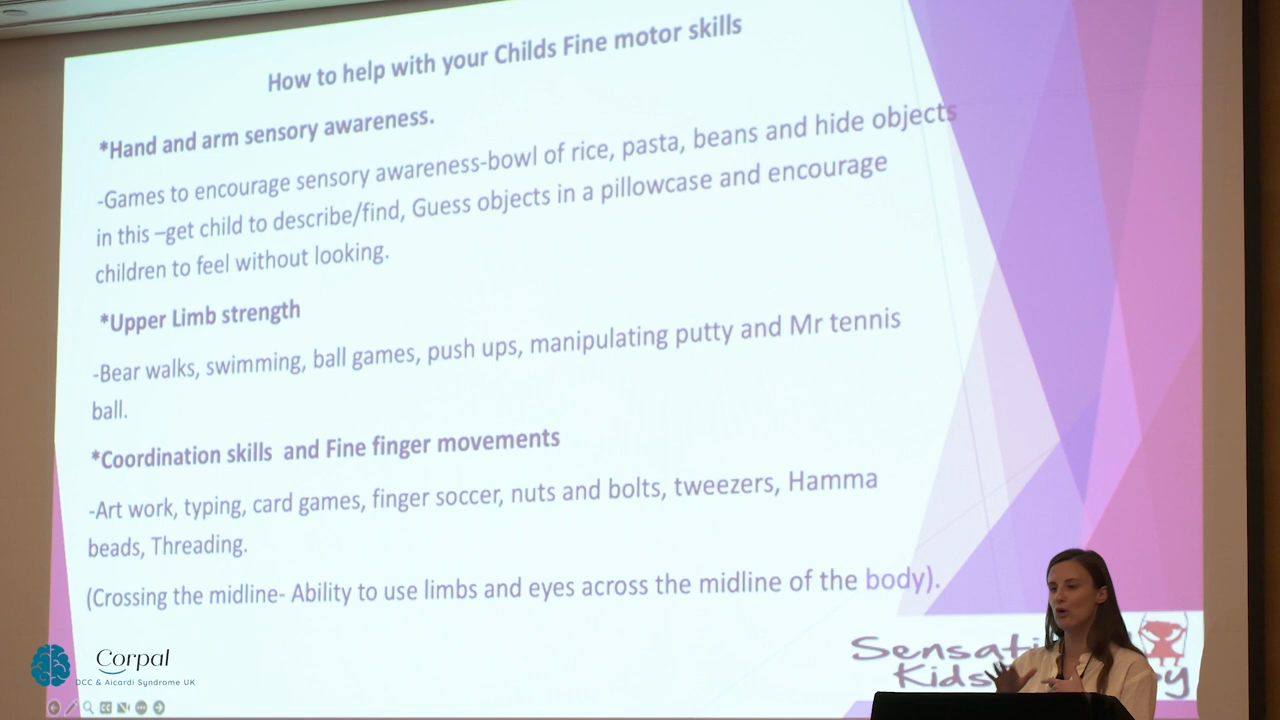 How to help with your Childs Fine motor skills
*Hand and arm sensory awareness.
-Games to encourage sensory awareness-bowl of rice, pasta, beans and hide objects
in this –get child to describe/find, Guess objects in a pillowcase and encourage
children to feel without looking.
*Upper Limb strength
-Bear walks, swimming, ball games, push ups, manipulating putty and Mr tennis
ball.
*Coordination skills and Fine finger movements
-Art work, typing, card games, finger soccer, nuts and bolts, tweezers, Hamma
beads, Threading.
(Crossing the midline- Ability to use limbs and eyes across the midline of the body).
Kids
Corpal
DCC & Aicardi Syndrome UK